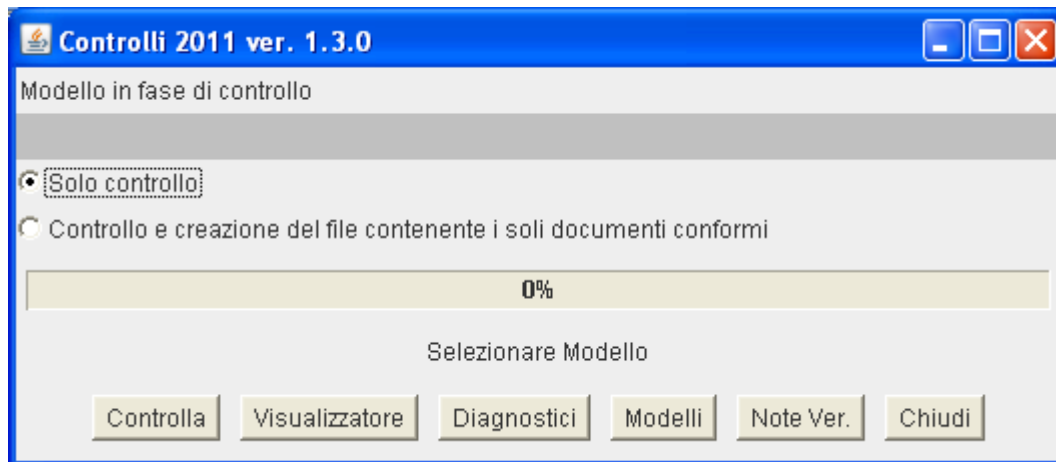 Controlli 2011 ver. 1.3.0
Modello in fase di controllo
Solo controllo
Controllo e creazione del file contenente i soli documenti conformi
0%
Selezionare Modello
Controlla Visualizzatore Diagnostici Modelli Note Ver. Chiudi